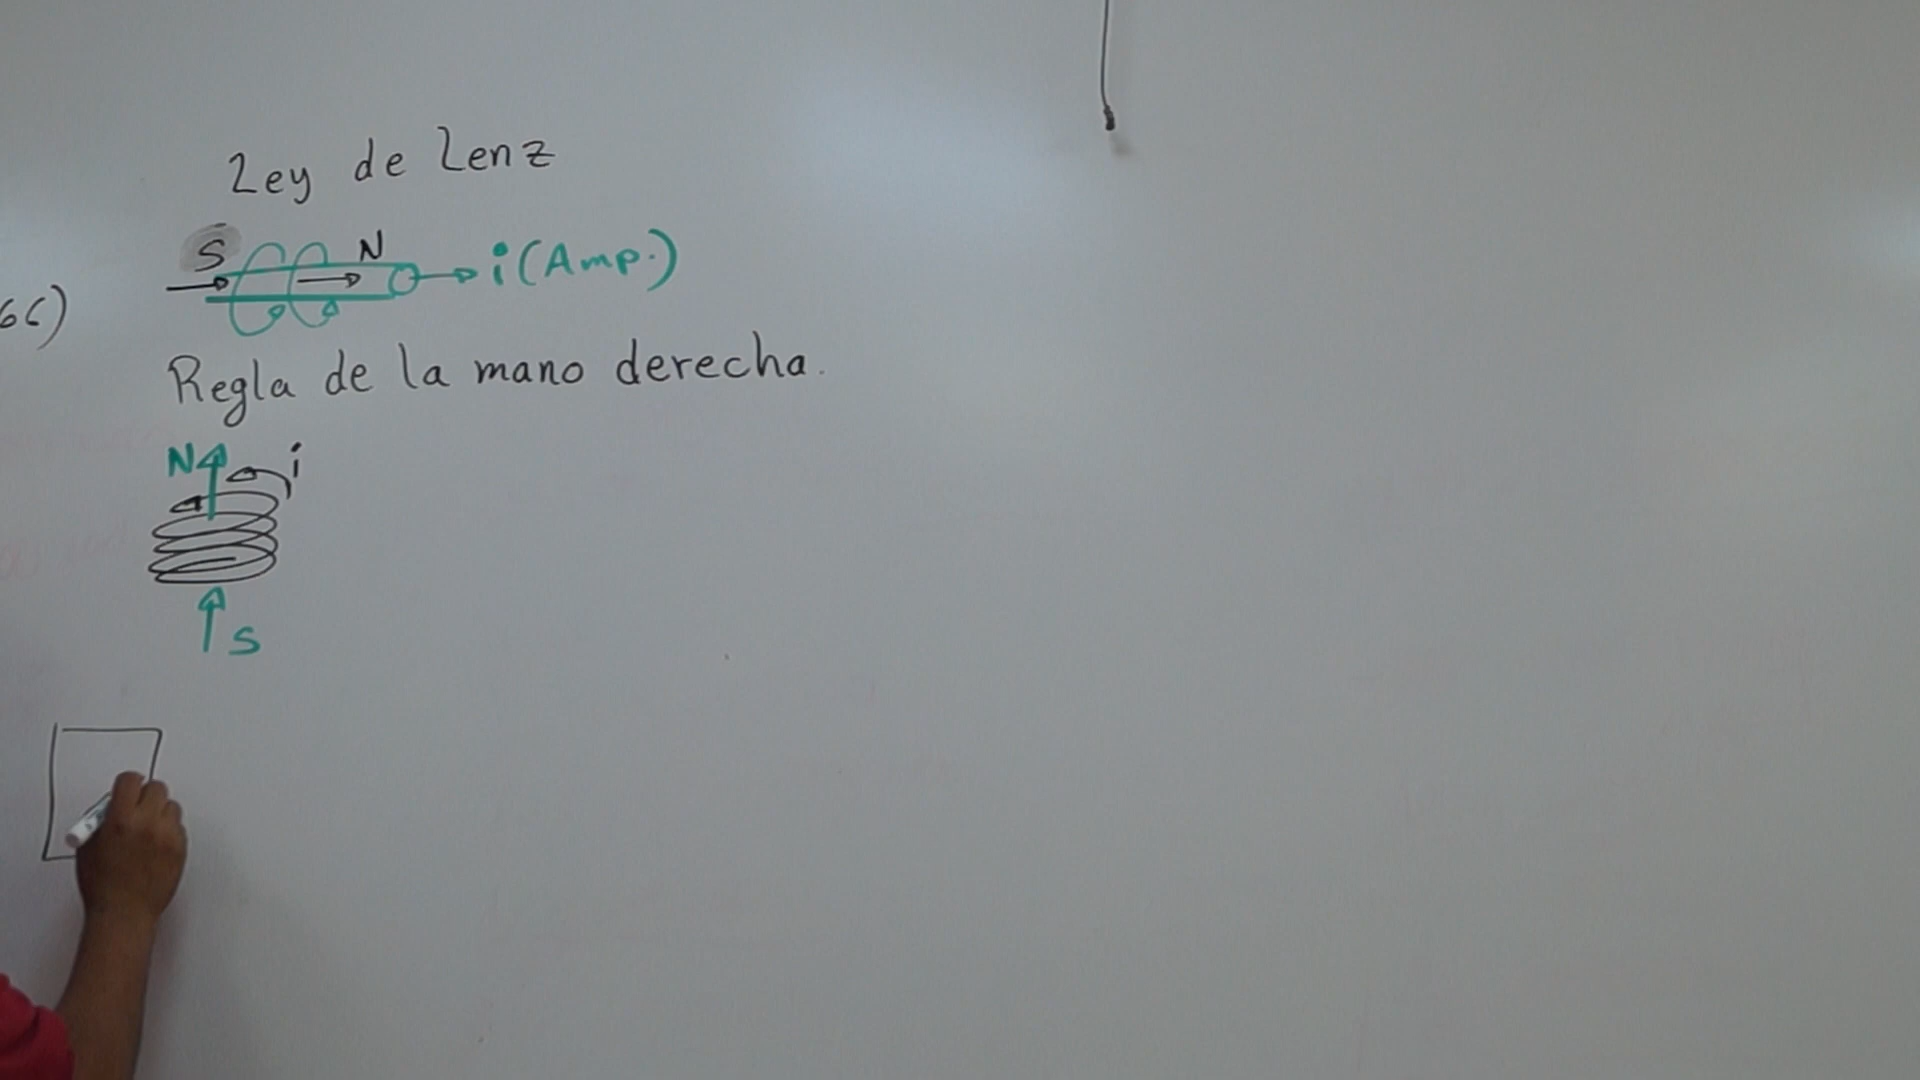 Ley de Lenz
S N i (Amp.)
6c)
Regla de la mano derecha.
N i
S